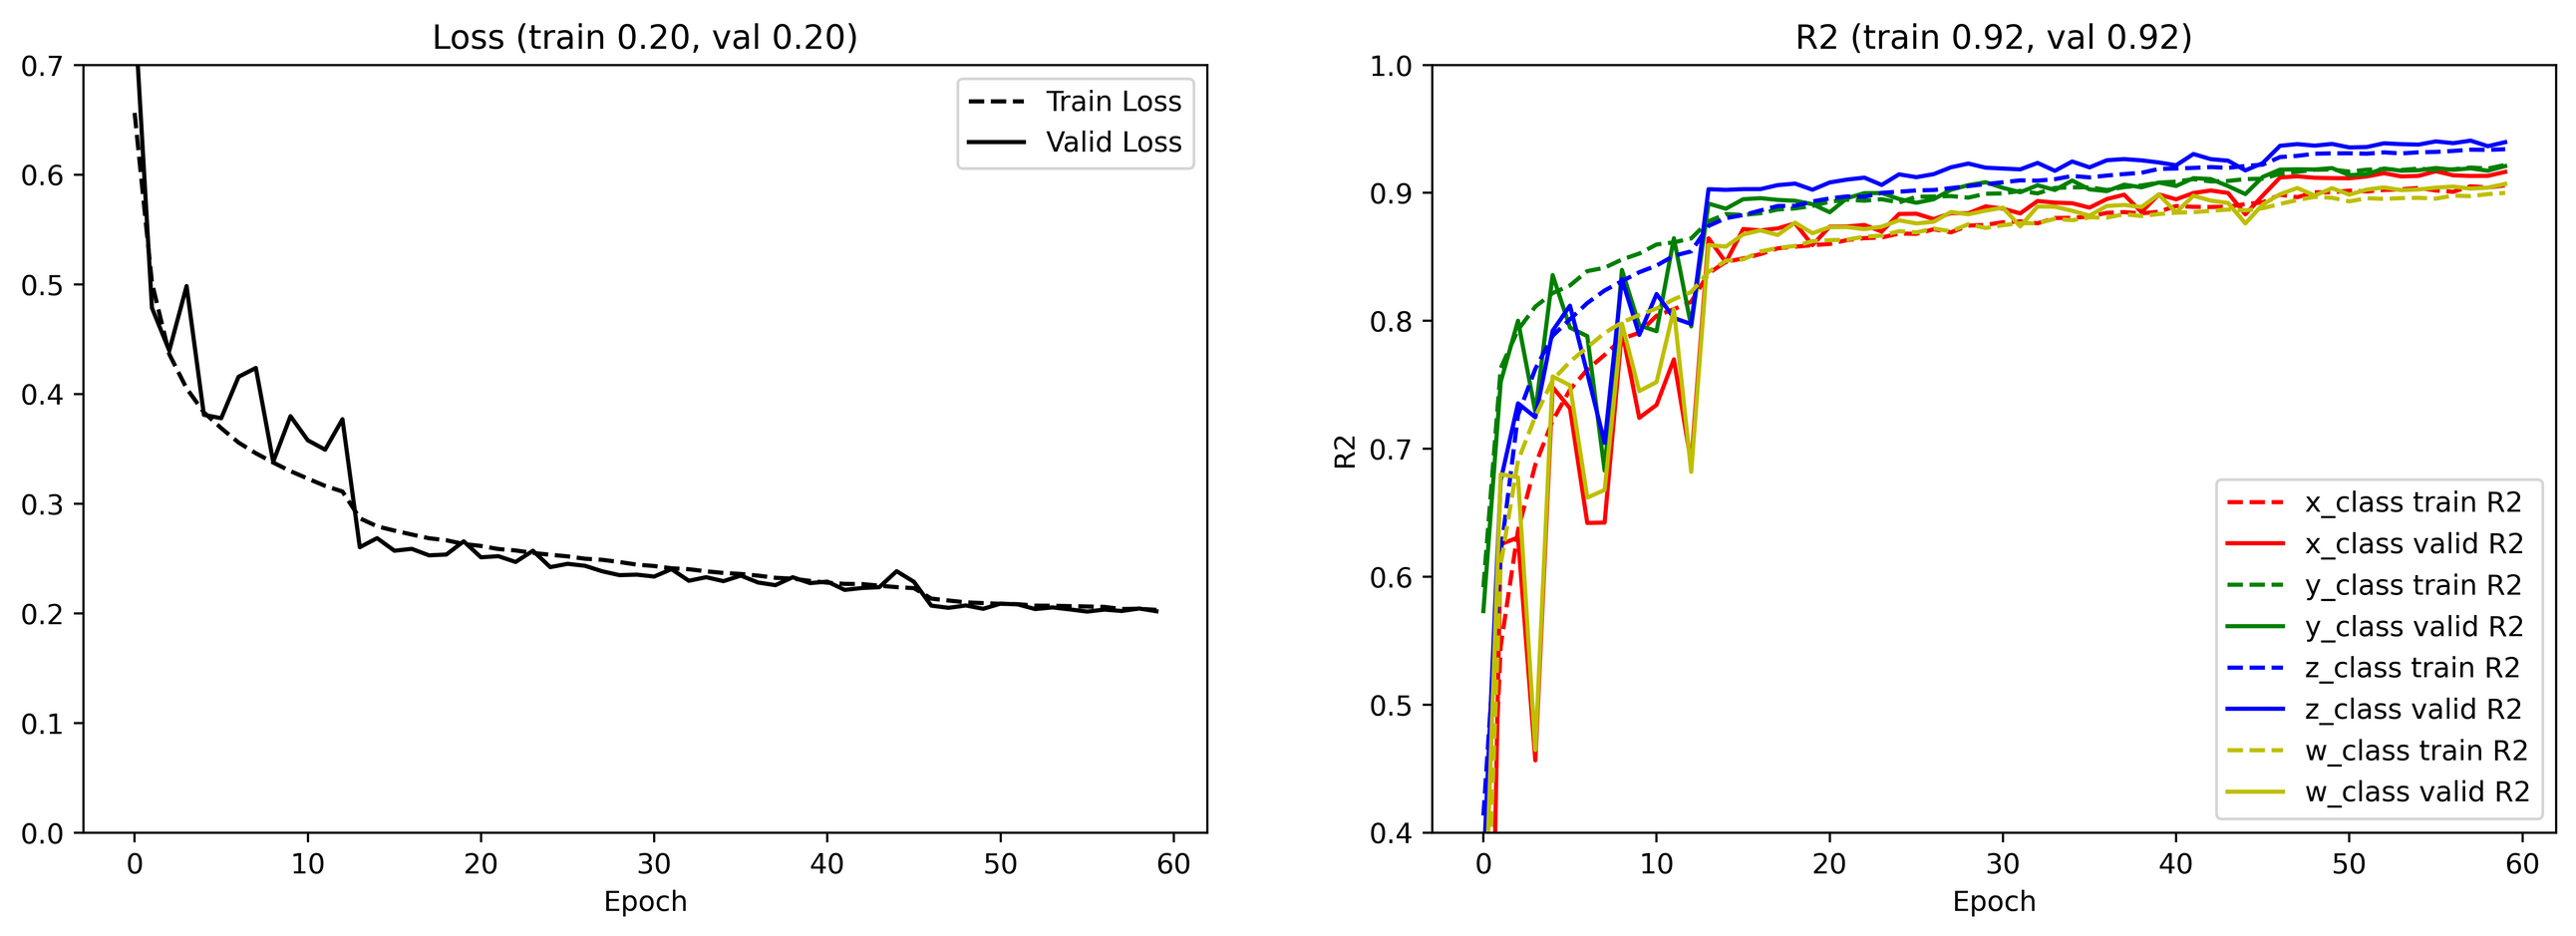 Loss (train 0.20, val 0.20)
0.7
0.6
0.5
0.4
0.3
0.2
0.1
0.0
0 10 20 30 40 50 60
Epoch
Train Loss
Valid Loss
R2 (train 0.92, val 0.92)
R2
1.0
0.9
0.8
0.7
0.6
0.5
0.4
0 10 20 30 40 50 60
Epoch
x_class train R2
x_class valid R2
y_class train R2
y_class valid R2
z_class train R2
z_class valid R2
w_class train R2
w_class valid R2